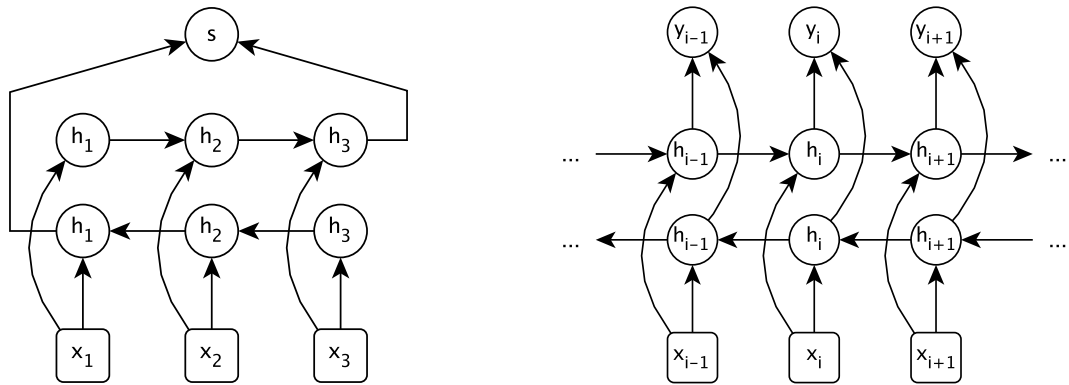 s
h₁ h₂ h₃
h₁ h₂ h₃
x₁ x₂ x₃
yᵢ₋₁ yᵢ yᵢ₊₁
... hᵢ₋₁ hᵢ hᵢ₊₁ ...
... hᵢ₋₁ hᵢ hᵢ₊₁ ...
xᵢ₋₁ xᵢ xᵢ₊₁